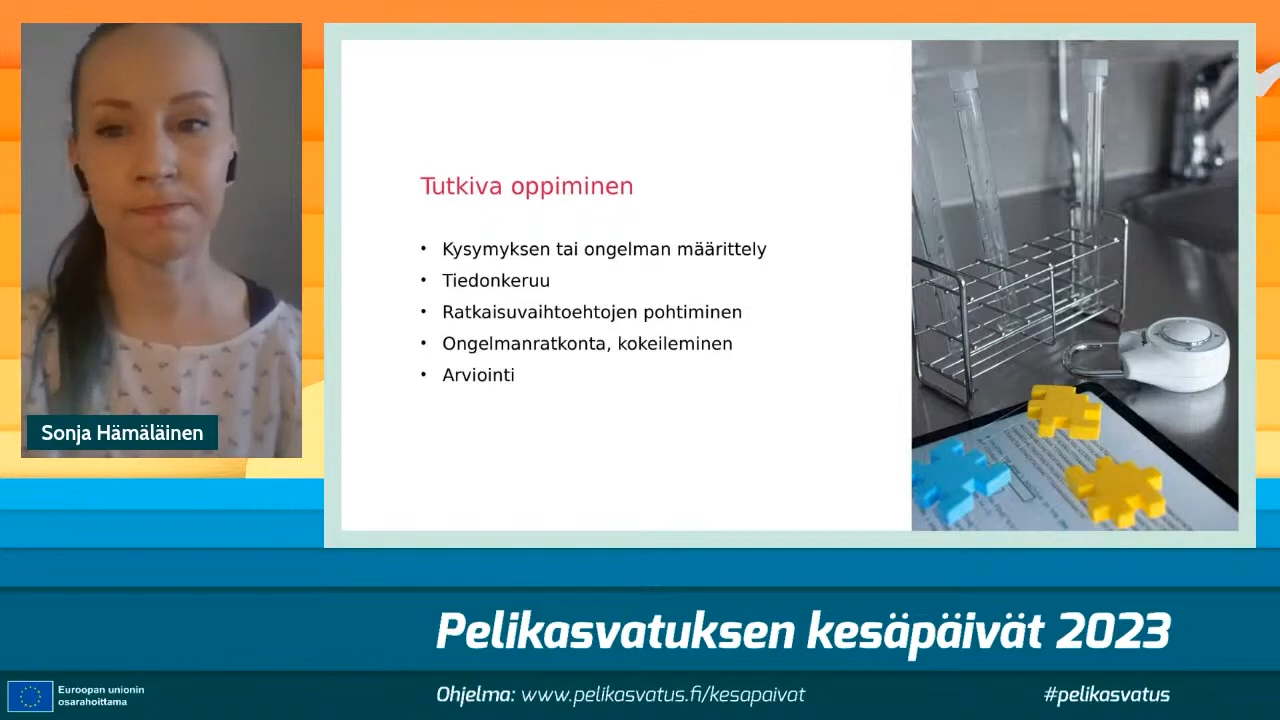 Sonja Hämäläinen
Tutkiva oppiminen
• Kysymyksen tai ongelman määrittely
• Tiedonkeruu
• Ratkaisuvaihtoehtojen pohtiminen
• Ongelmanratkonta, kokeileminen
• Arviointi
Pelikasvatuksen kesäpäivät 2023
Euroopan unionin
osarahoittama
Ohjelma: www.pelikasvatus.fi/kesapaivat
#pelikasvatus